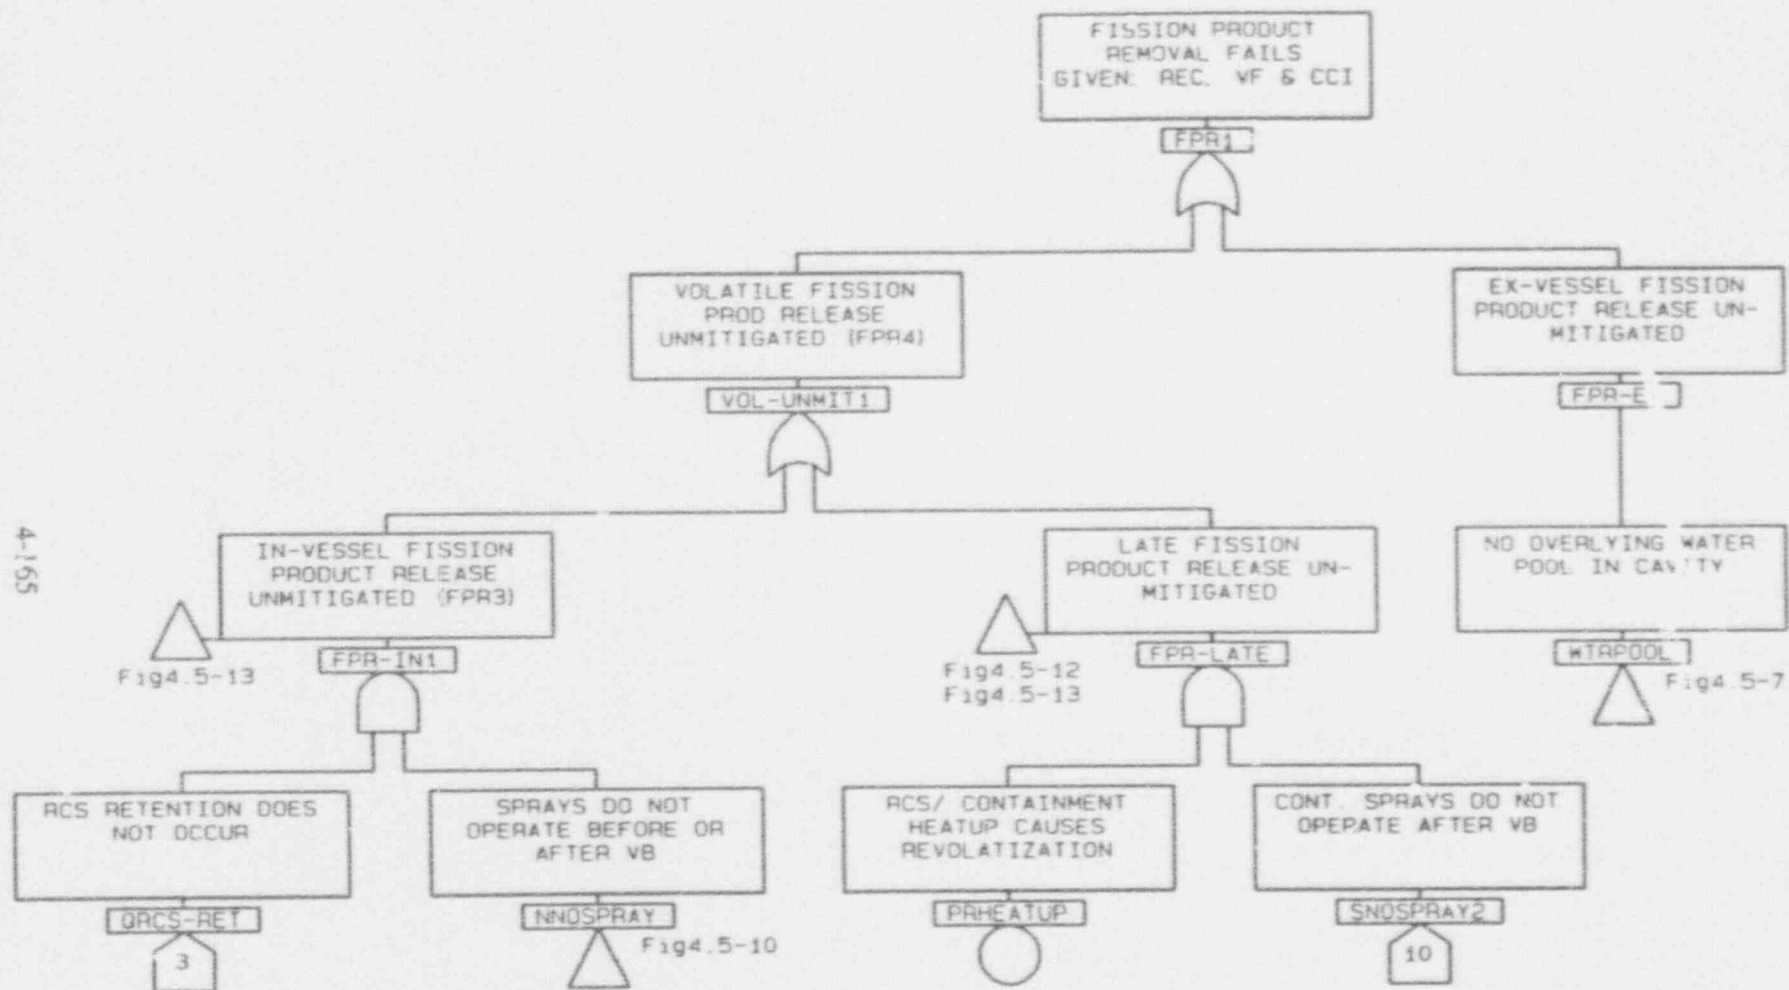 FISSION PRODUCT
REMOVAL FAILS
GIVEN: REC. VF & CCI
FPR1
VOLATILE FISSION
PROD RELEASE
UNMITIGATED (FPR4)
VOL-UNMIT1
EX-VESSEL FISSION
PRODUCT RELEASE UN-
MITIGATED
FPR-E
IN-VESSEL FISSION
PRODUCT RELEASE
UNMITIGATED (FPR3)
FPR-IN1
Fig4.5-13
LATE FISSION
PRODUCT RELEASE UN-
MITIGATED
FPR-LATE
Fig4.5-12
Fig4.5-13
NO OVERLYING WATER
POOL IN CAVITY
WTRPOOL
Fig4.5-7
RCS RETENTION DOES
NOT OCCUR
QRCS-RET
3
SPRAYS DO NOT
OPERATE BEFORE OR
AFTER VB
NNOSPRAY
Fig4.5-10
RCS/ CONTAINMENT
HEATUP CAUSES
REVOLATIZATION
PRHEATUP
CONT. SPRAYS DO NOT
OPERATE AFTER VB
SNOSPRAY2
10
4-165